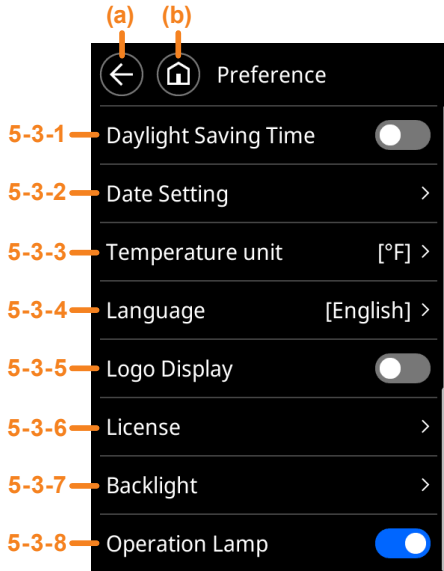 (a) (b)
Preference
5-3-1 Daylight Saving Time
5-3-2 Date Setting
5-3-3 Temperature unit [°F]
5-3-4 Language [English]
5-3-5 Logo Display
5-3-6 License
5-3-7 Backlight
5-3-8 Operation Lamp